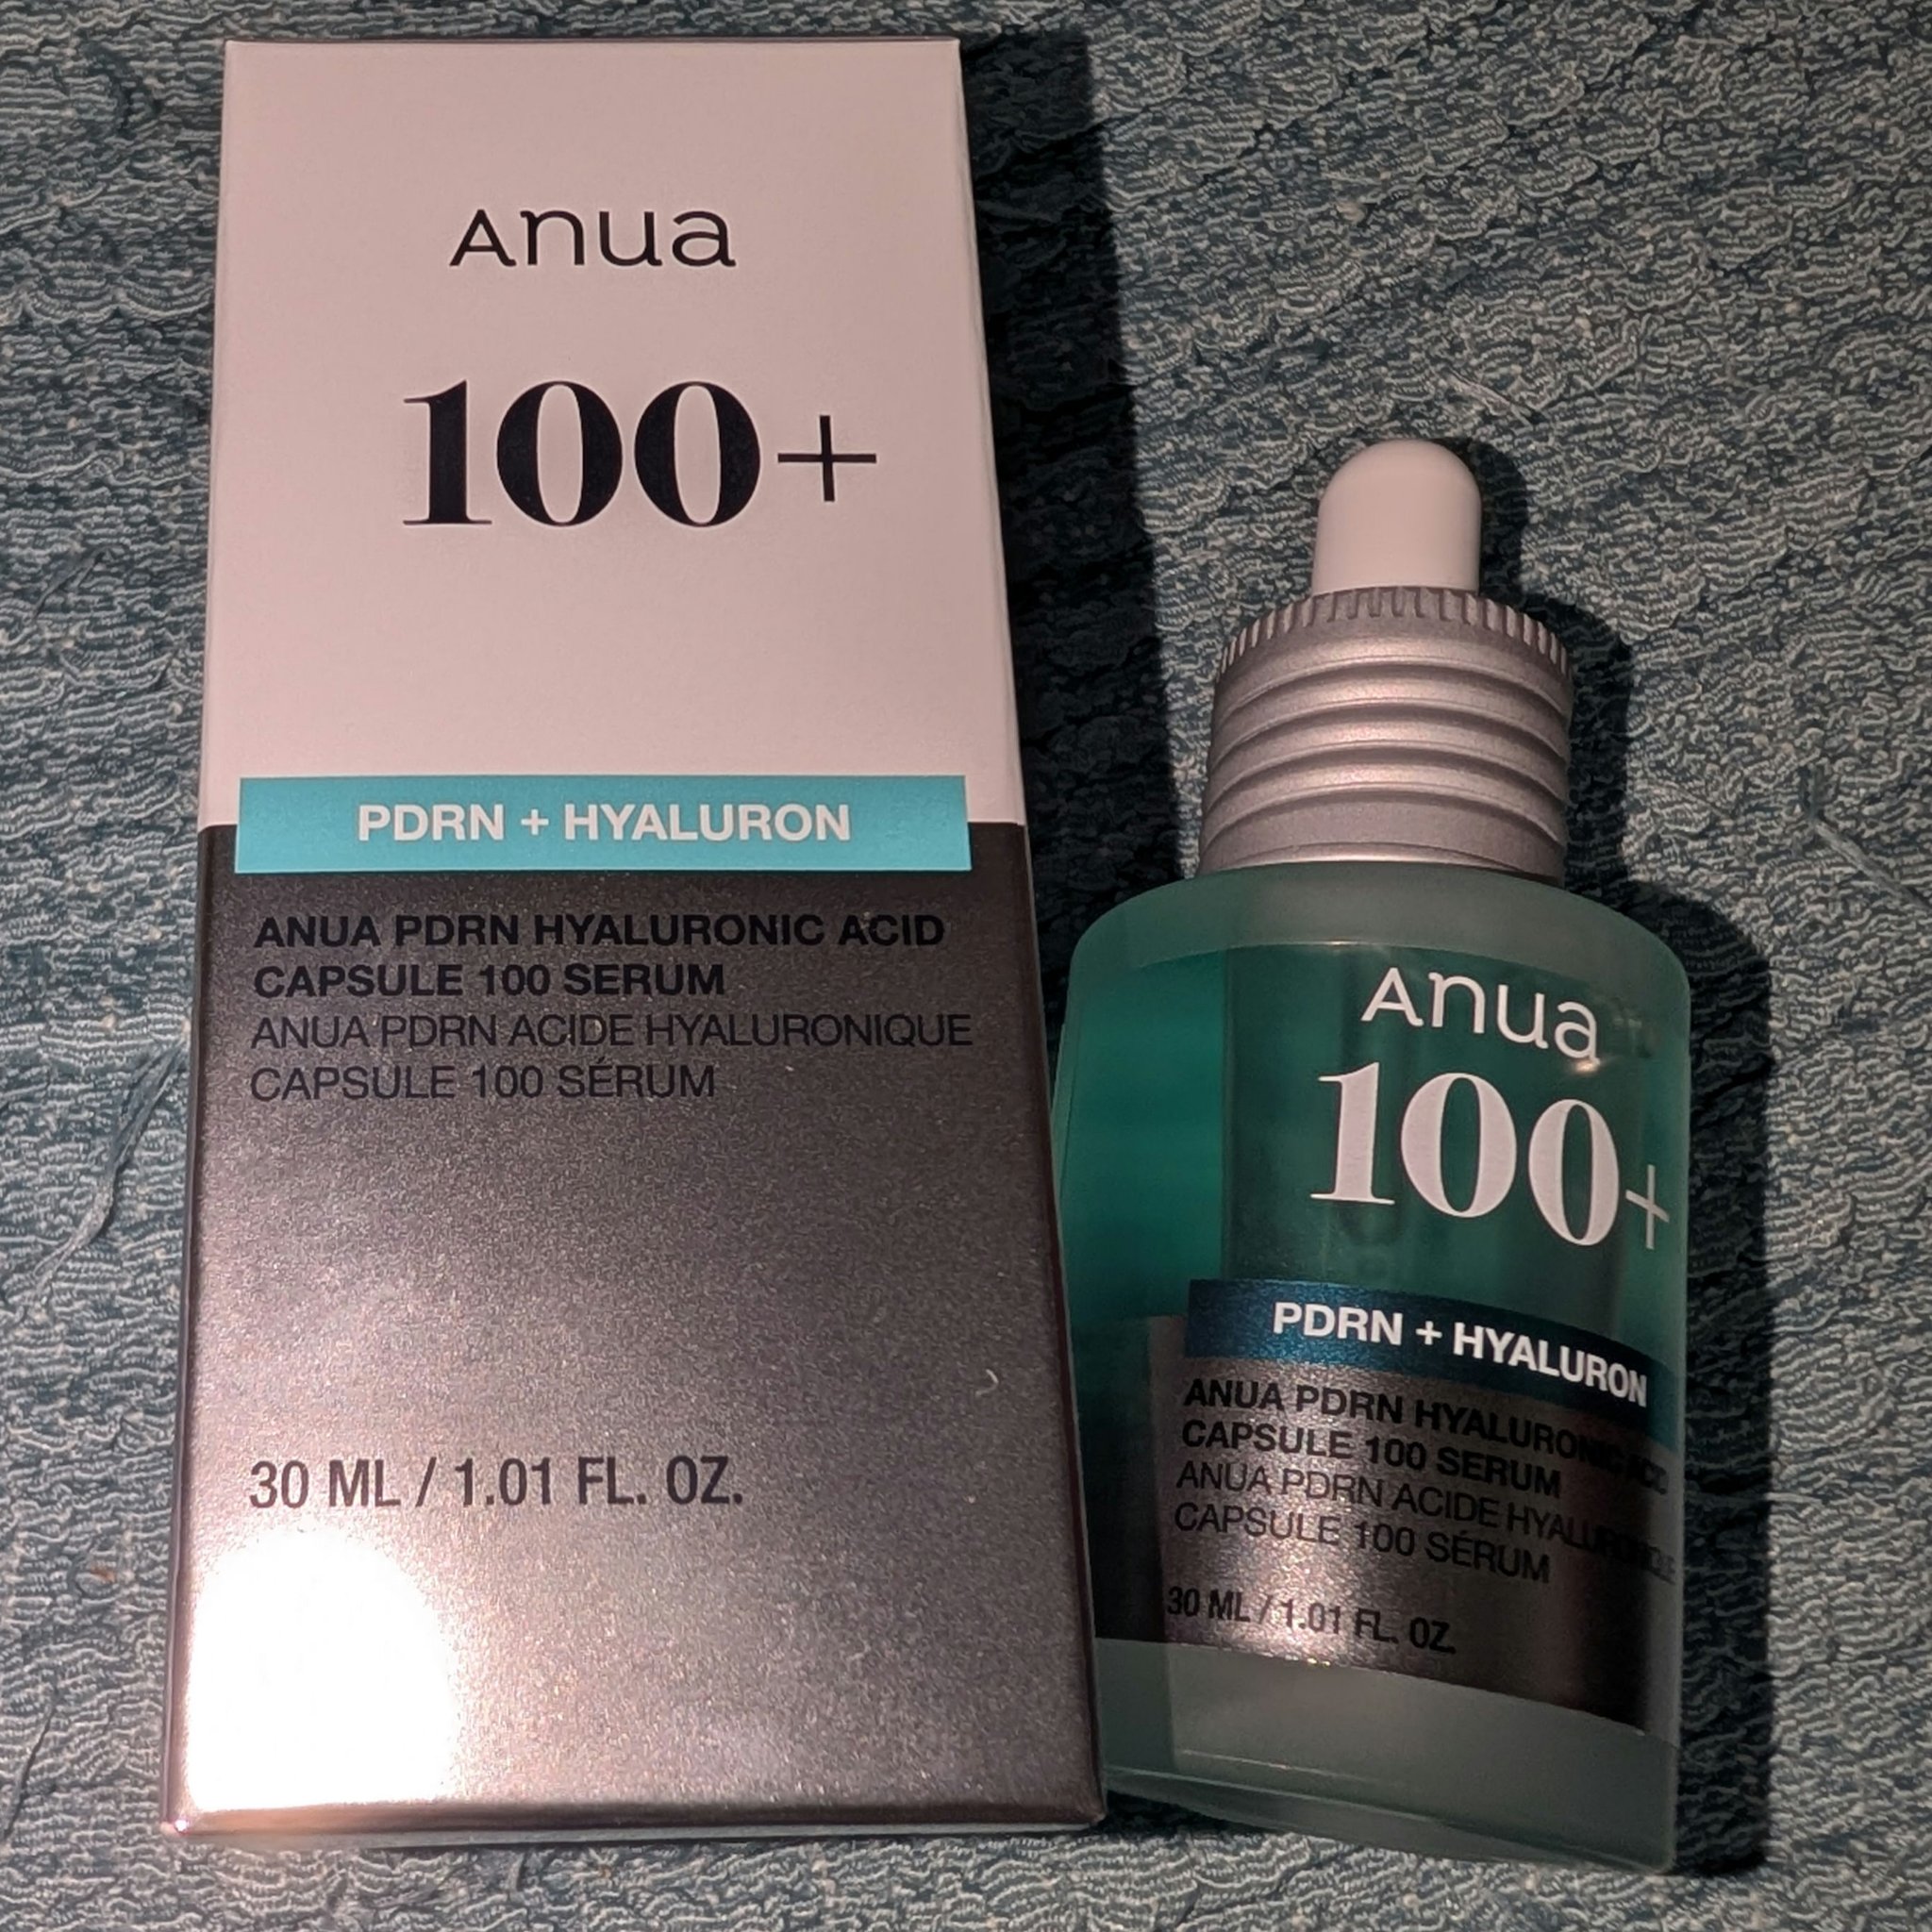 Anua
100+
PDRN + HYALURON
ANUA PDRN HYALURONIC ACID
CAPSULE 100 SERUM
ANUA PDRN ACIDE HYALURONIQUE
CAPSULE 100 SÉRUM
30 ML / 1.01 FL. OZ.
Anua
100+
PDRN + HYALURON
ANUA PDRN HYALURONIC ACID
CAPSULE 100 SERUM
ANUA PDRN ACIDE HYALURONIQUE
CAPSULE 100 SÉRUM
30 ML / 1.01 FL. OZ.